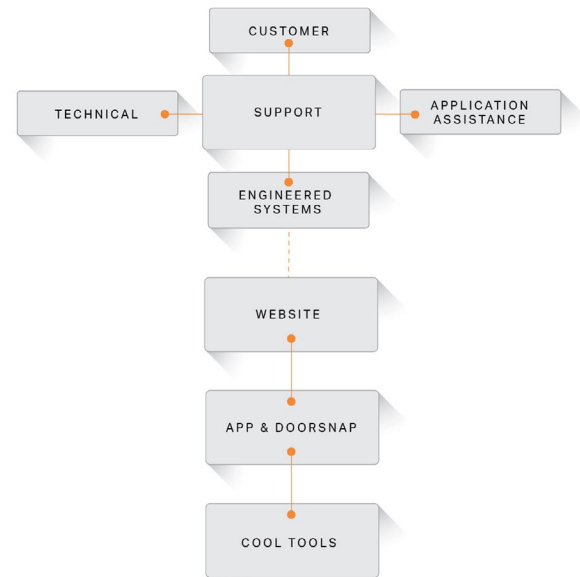 CUSTOMER
TECHNICAL
SUPPORT
APPLICATION
ASSISTANCE
ENGINEERED
SYSTEMS
WEBSITE
APP & DOORSNAP
COOL TOOLS